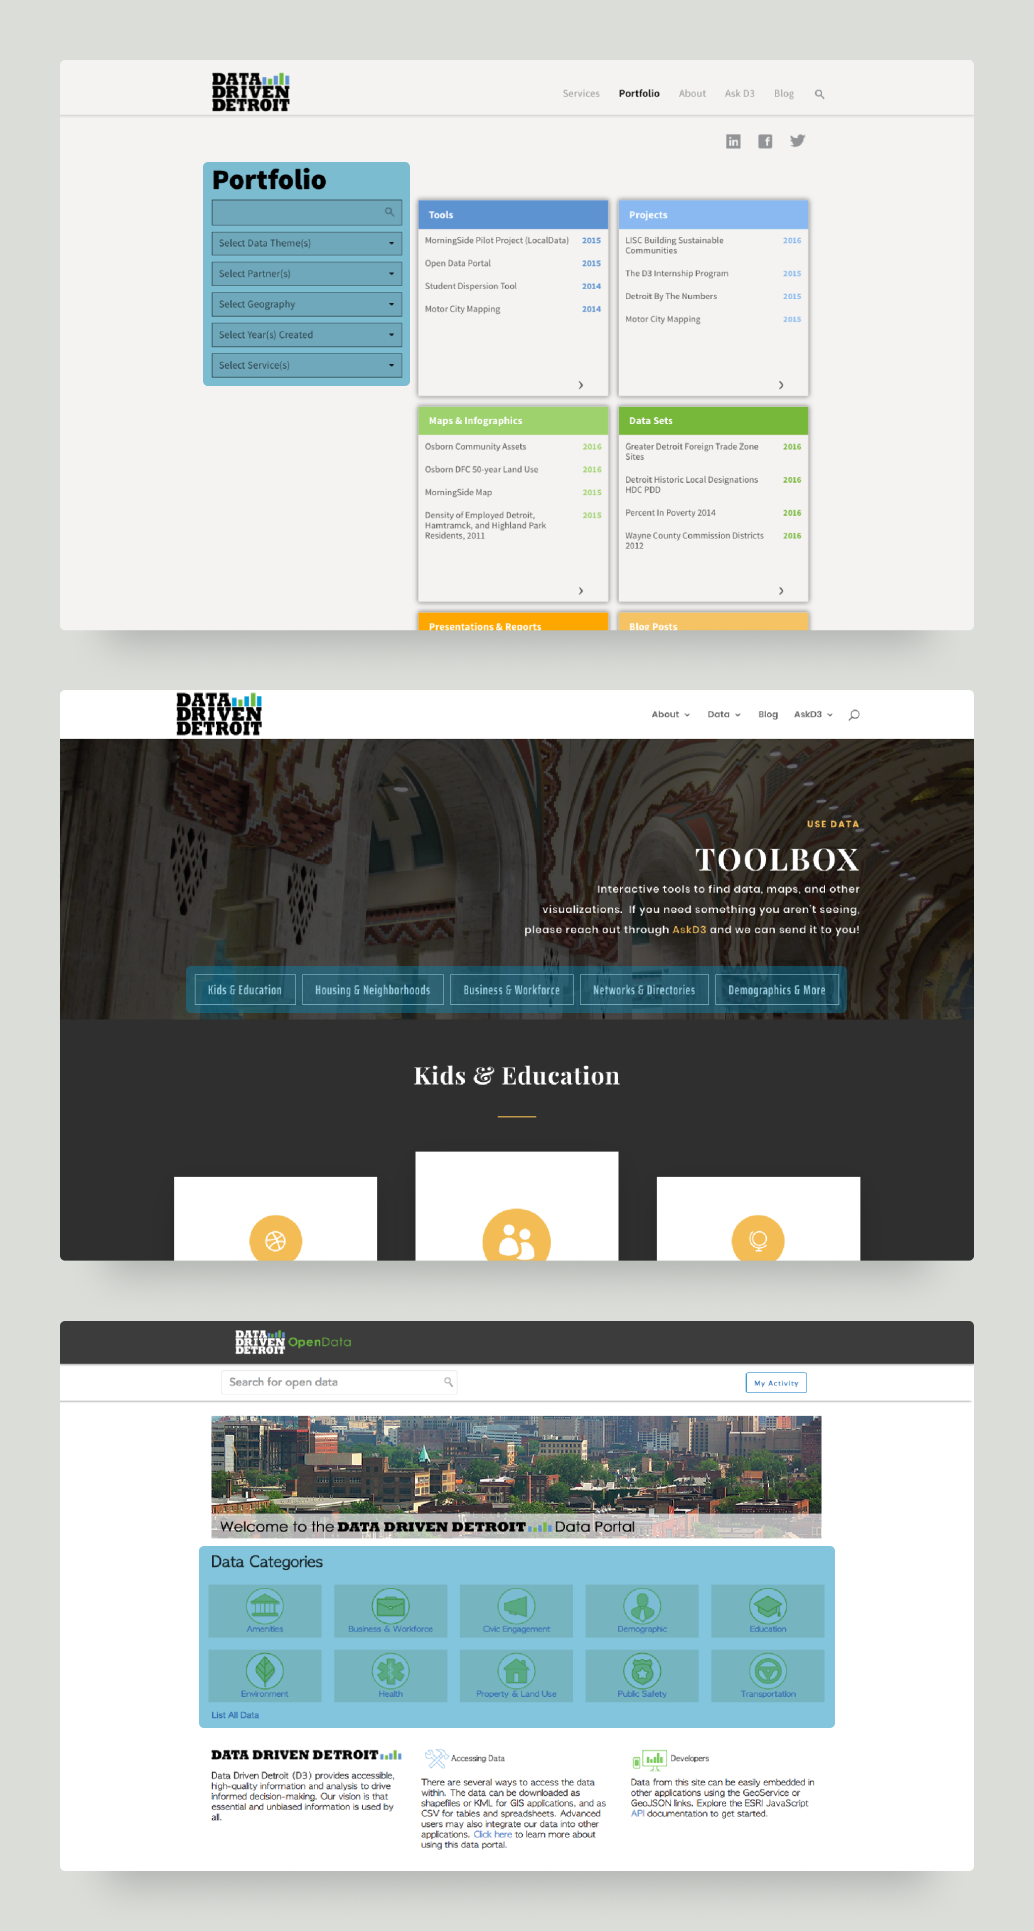 DATA
DRIVEN
DETROIT
Services Portfolio About Ask D3 Blog
in f
Portfolio
Select Data Theme(s)
Select Partner(s)
Select Geography
Select Year(s) Created
Select Service(s)
Tools
MorningSide Pilot Project (LocalData) 2015
Open Data Portal 2015
Student Dispersion Tool 2014
Motor City Mapping 2014
Projects
LISC Building Sustainable 2016
Communities
The D3 Internship Program 2015
Detroit By The Numbers 2015
Motor City Mapping 2015
Maps & Infographics
Osborn Community Assets 2016
Osborn DFC 50-year Land Use 2016
MorningSide Map 2015
Density of Employed Detroit, 2015
Hamtramck, and Highland Park
Residents, 2011
Data Sets
Greater Detroit Foreign Trade Zone 2016
Sites
Detroit Historic Local Designations 2016
HDC PDD
Percent In Poverty 2014 2016
Wayne County Commission Districts 2016
2012
Presentations & Reports
Blog Posts
DATA
DRIVEN
DETROIT
About Data Blog AskD3
USE DATA
TOOLBOX
Interactive tools to find data, maps, and other
visualizations. If you need something you aren't seeing,
please reach out through AskD3 and we can send it to you!
Kids & Education Housing & Neighborhoods Business & Workforce Networks & Directories Demographics & More
Kids & Education
DATA
DRIVEN
DETROIT
OpenData
Search for open data
My Activity
Welcome to the DATA DRIVEN DETROIT Data Portal
Data Categories
Amenities Business & Workforce Civic Engagement Demographic Education
Environment Health Property & Land Use Public Safety Transportation
List All Data
DATA DRIVEN DETROIT
Data Driven Detroit (D3) provides accessible,
high-quality information and analysis to drive
informed decision-making. Our vision is that
essential and unbiased information is used by
all.
Accessing Data
There are several ways to access the data
within. The data can be downloaded as
shapefiles or KML for GIS applications, and as
CSV for tables and spreadsheets. Advanced
users may also integrate our data into other
applications. Click here to learn more about
using this data portal.
Developers
Data from this site can be easily embedded in
other applications using the GeoService or
GeoJSON links. Explore the ESRI JavaScript
API documentation to get started.